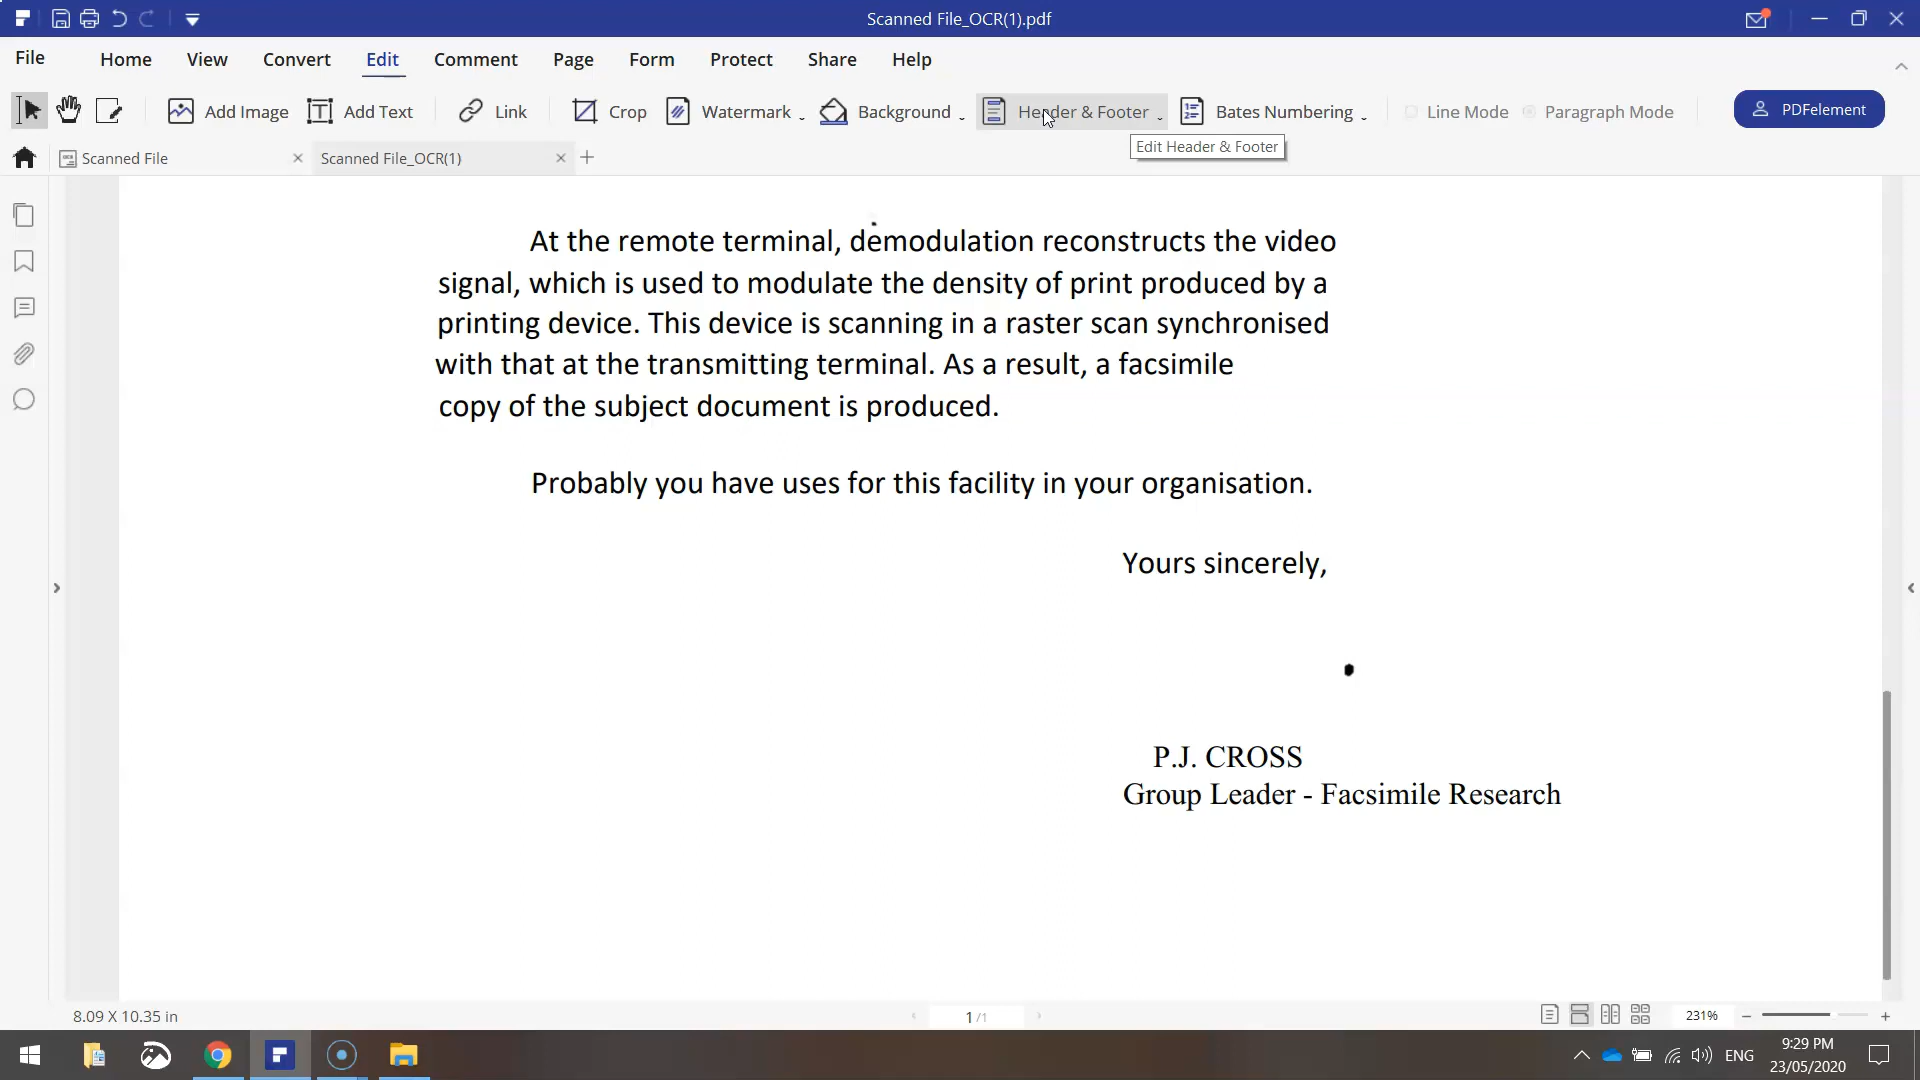 Scanned File_OCR(1).pdf
File Home View Convert Edit Comment Page Form Protect Share Help
Add Image Add Text Link Crop Watermark Background Header & Footer Bates Numbering Line Mode Paragraph Mode PDFelement
Edit Header & Footer
Scanned File Scanned File_OCR(1)
At the remote terminal, demodulation reconstructs the video
signal, which is used to modulate the density of print produced by a
printing device. This device is scanning in a raster scan synchronised
with that at the transmitting terminal. As a result, a facsimile
copy of the subject document is produced.
Probably you have uses for this facility in your organisation.
Yours sincerely,
P.J. CROSS
Group Leader - Facsimile Research
8.09 X 10.35 in 1 /1 231%
ENG 9:29 PM
23/05/2020